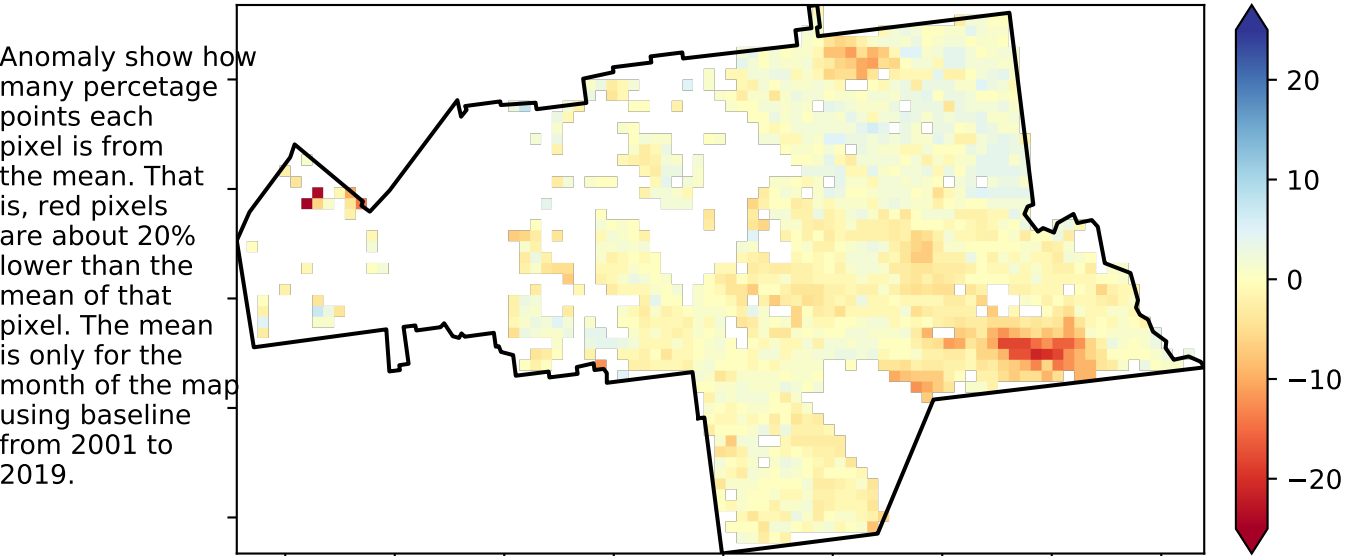 Anomaly show how
many percetage
points each
pixel is from
the mean. That
is, red pixels
are about 20%
lower than the
mean of that
pixel. The mean
is only for the
month of the map
using baseline
from 2001 to
2019.
20
10
0
−10
−20